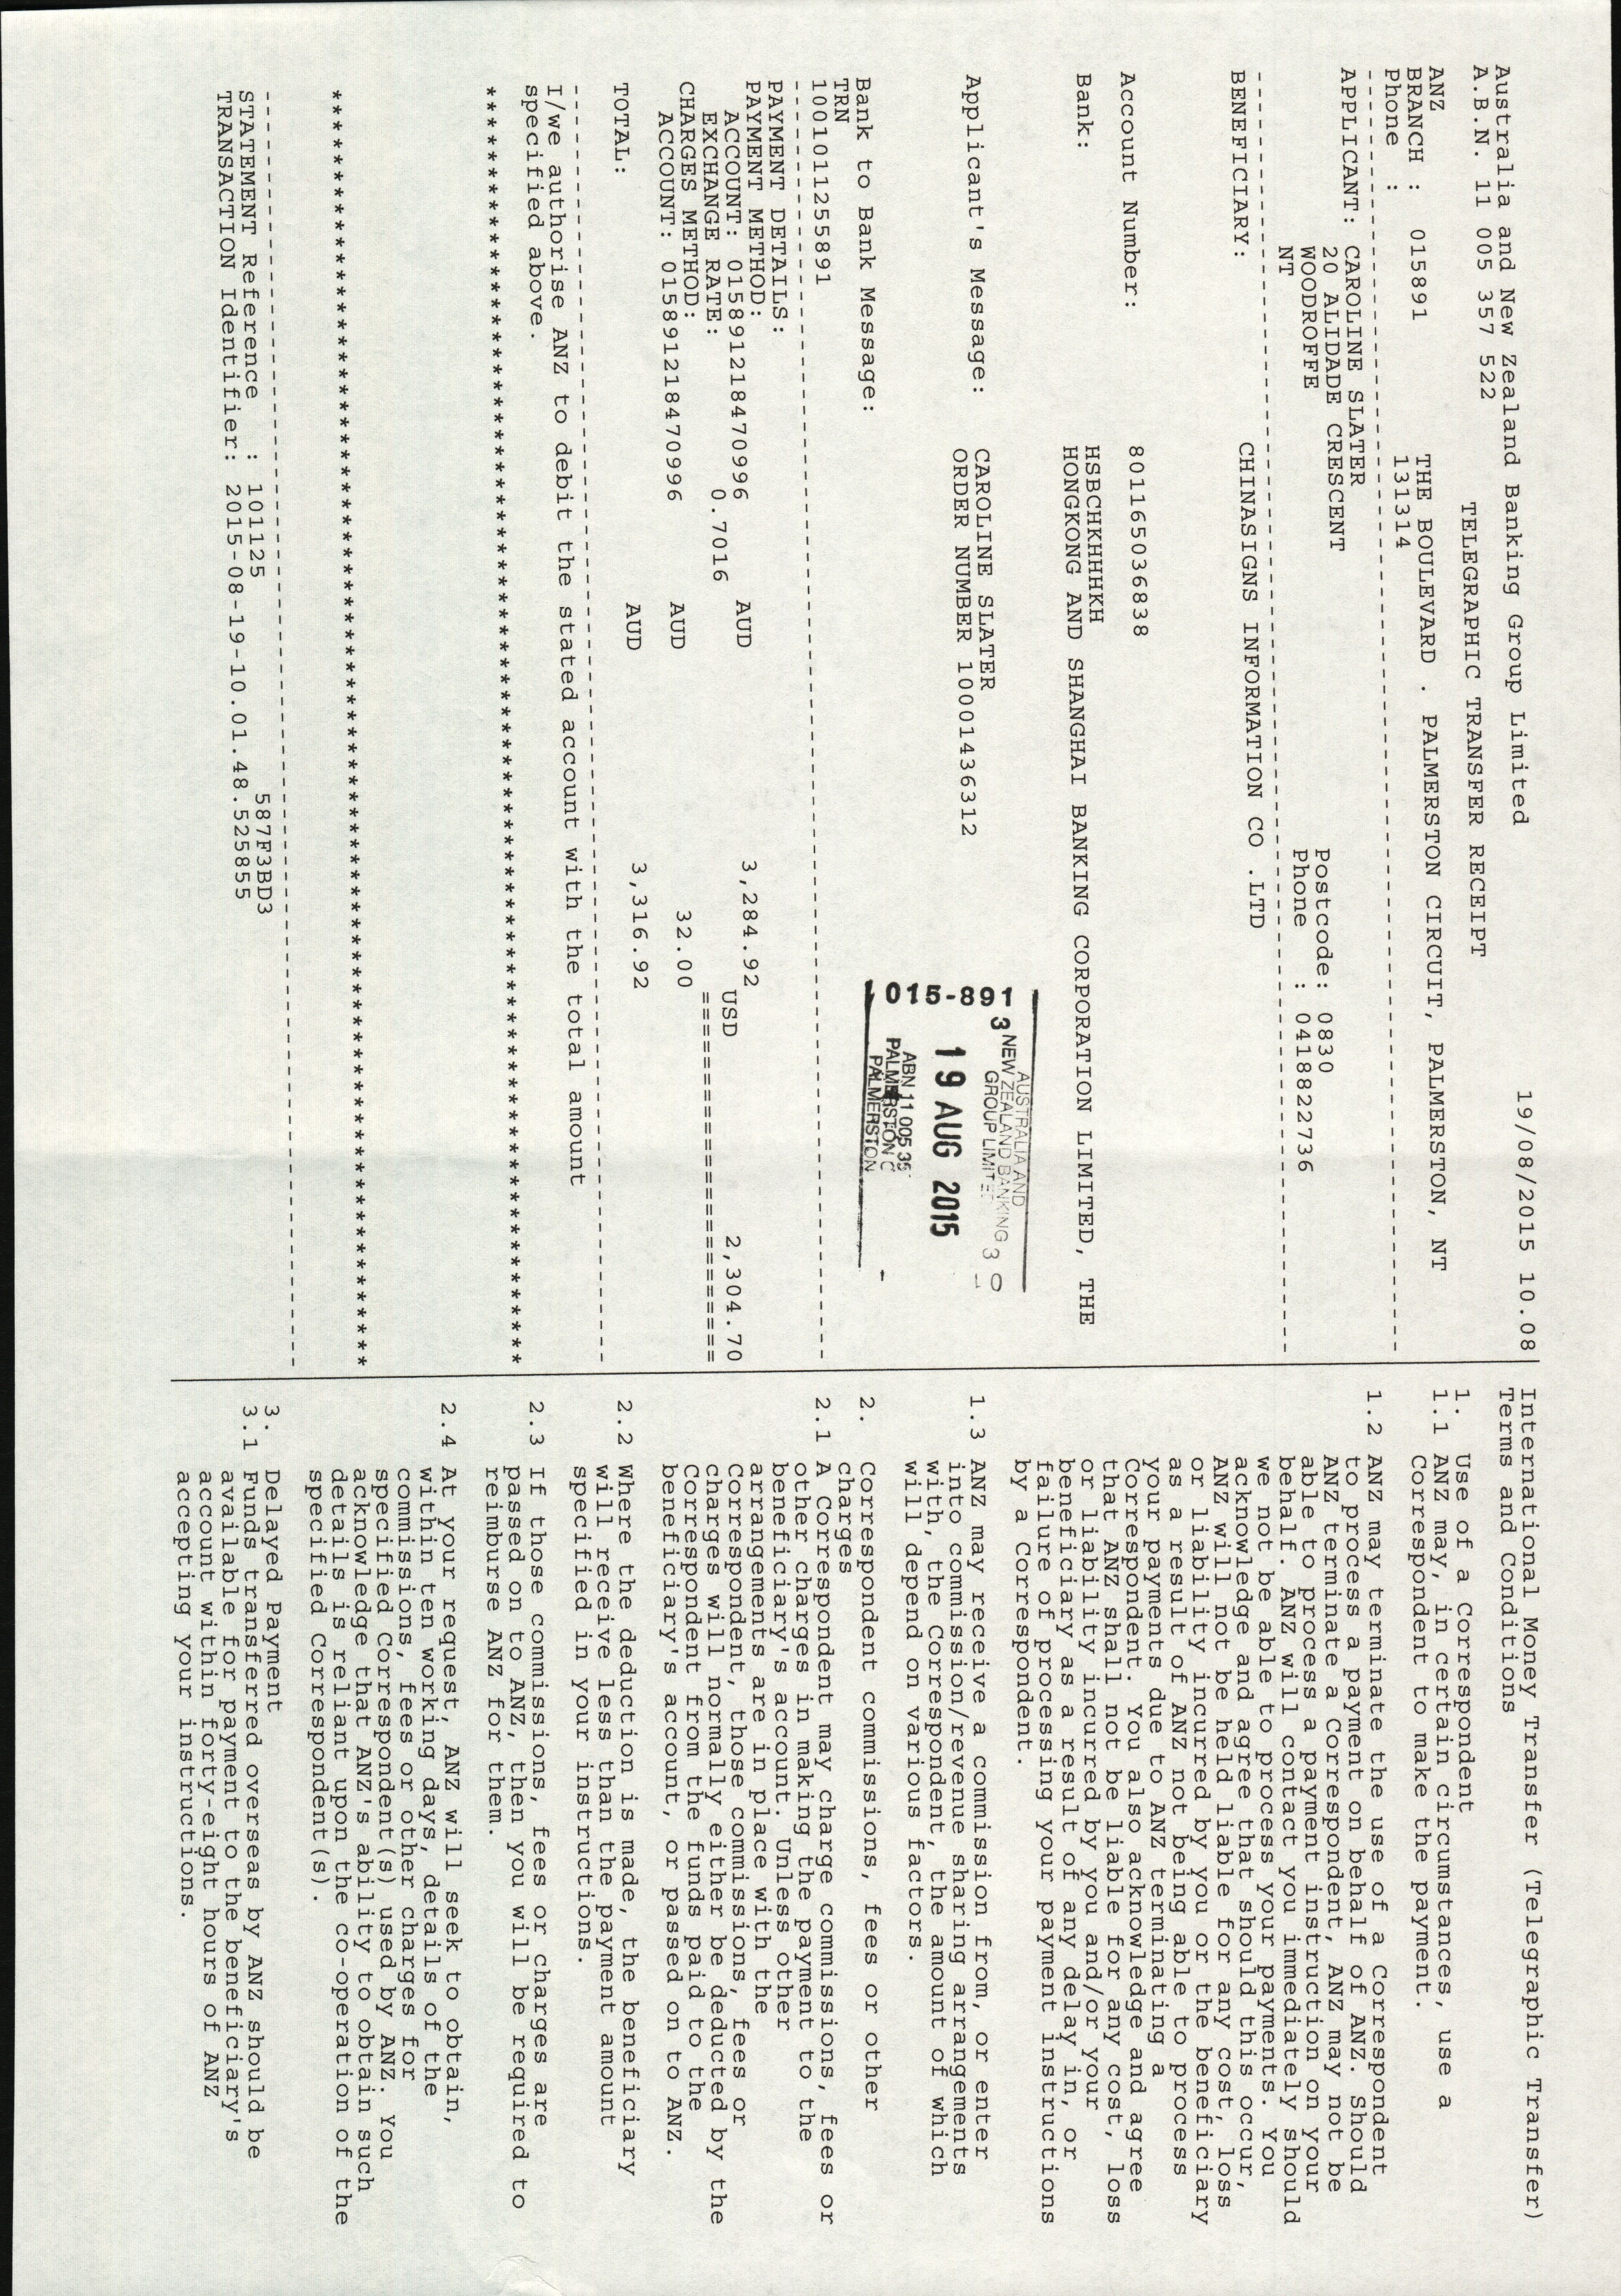 Australia and New Zealand Banking Group Limited 19/08/2015 10.08
A.B.N. 11 005 357 522 TELEGRAPHIC TRANSFER RECEIPT
ANZ
BRANCH : 015891 THE BOULEVARD . PALMERSTON CIRCUIT, PALMERSTON, NT
Phone : 131314
APPLICANT: CAROLINE SLATER
20 ALIDADE CRESCENT Postcode: 0830
WOODROFFE Phone : 0418822736
NT
BENEFICIARY: CHINASIGNS INFORMATION CO .LTD
Account Number: 801165036838
Bank: HSBCHKHHHHKH
HONGKONG AND SHANGHAI BANKING CORPORATION LIMITED, THE
Applicant's Message: CAROLINE SLATER
ORDER NUMBER 10001436312
015-891
AUSTRALIA AND
3 NEW ZEALAND BANKING 3
GROUP LIMITE
19 AUG 2015
ABN 11 005 35
PALMERSTON C
PALMERSTON
Bank to Bank Message:
TRN
1001011255891
PAYMENT DETAILS:
PAYMENT METHOD:
ACCOUNT: 015891218470996 AUD 3,284.92
EXCHANGE RATE: 0.7016 USD 2,304.70
CHARGES METHOD: ====================
ACCOUNT: 015891218470996 AUD 32.00
TOTAL: AUD 3,316.92
I/we authorise ANZ to debit the stated account with the total amount
specified above.
********************************************************************
********************************************************************
STATEMENT Reference : 101125 587F3BD3
TRANSACTION Identifier: 2015-08-19-10.01.48.525855
International Money Transfer (Telegraphic Transfer)
Terms and Conditions
1. Use of a Correspondent
1.1 ANZ may, in certain circumstances, use a
Correspondent to make the payment.
1.2 ANZ may terminate the use of a Correspondent
to process a payment on behalf of ANZ. Should
ANZ terminate a Correspondent, ANZ may not be
able to process a payment instruction on your
behalf. ANZ will contact you immediately should
we not be able to process your payments. You
acknowledge and agree that should this occur,
ANZ will not be held liable for any cost, loss
or liability incurred by you or the beneficiary
as a result of ANZ not being able to process
your payments due to ANZ terminating a
Correspondent. You also acknowledge and agree
that ANZ shall not be liable for any cost, loss
or liability incurred by you and/or your
beneficiary as a result of any delay in, or
failure of processing your payment instructions
by a Correspondent.
1.3 ANZ may receive a commission from, or enter
into commission/revenue sharing arrangements
with, the Correspondent, the amount of which
will depend on various factors.
2. Correspondent commissions, fees or other
charges
2.1 A Correspondent may charge commissions, fees or
other charges in making the payment to the
beneficiary's account. Unless other
arrangements are in place with the
Correspondent, those commissions, fees or
charges will normally either be deducted by the
Correspondent from the funds paid to the
beneficiary's account, or passed on to ANZ.
2.2 Where the deduction is made, the beneficiary
will receive less than the payment amount
specified in your instructions.
2.3 If those commissions, fees or charges are
passed on to ANZ, then you will be required to
reimburse ANZ for them.
2.4 At your request, ANZ will seek to obtain,
within ten working days, details of the
commissions, fees or other charges for
specified Correspondent(s) used by ANZ. You
acknowledge that ANZ's ability to obtain such
details is reliant upon the co-operation of the
specified Correspondent(s).
3. Delayed Payment
3.1 Funds transferred overseas by ANZ should be
available for payment to the beneficiary's
account within forty-eight hours of ANZ
accepting your instructions.